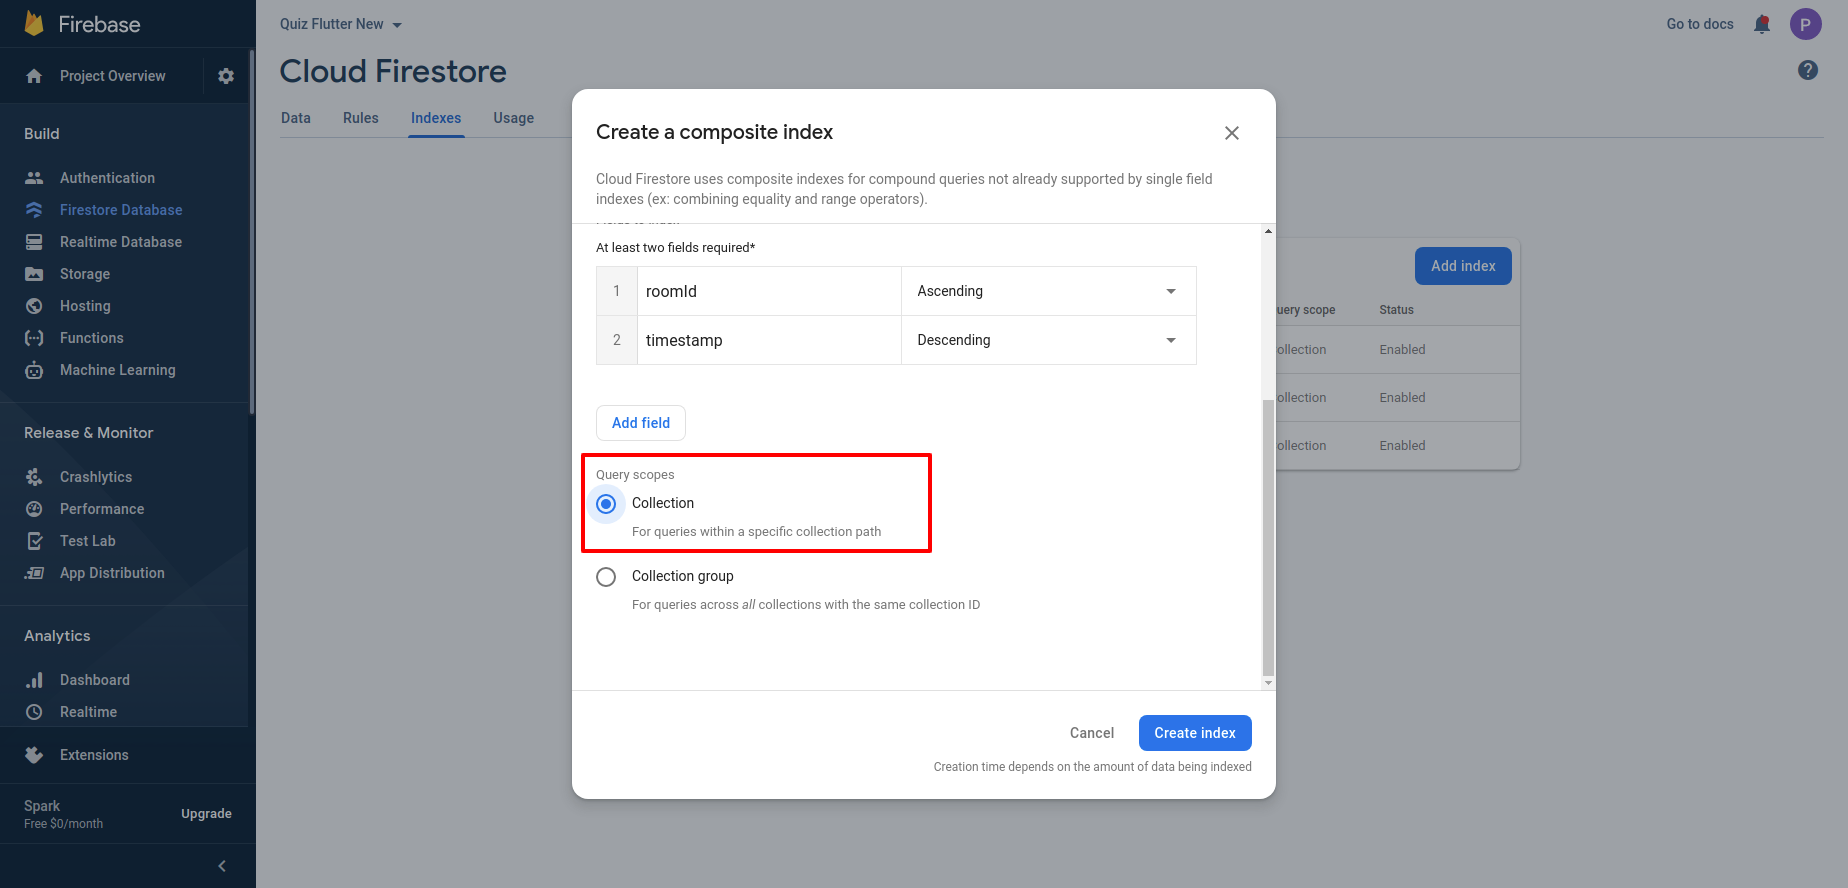 Firebase
Project Overview
Build
Authentication
Firestore Database
Realtime Database
Storage
Hosting
Functions
Machine Learning
Release & Monitor
Crashlytics
Performance
Test Lab
App Distribution
Analytics
Dashboard
Realtime
Extensions
Spark
Free $0/month
Upgrade
Quiz Flutter New
Go to docs
P
Cloud Firestore
Data
Rules
Indexes
Usage
Add index
uery scope
Status
ollection
Enabled
ollection
Enabled
ollection
Enabled
Create a composite index
Cloud Firestore uses composite indexes for compound queries not already supported by single field
indexes (ex: combining equality and range operators).
Fields to index
At least two fields required*
1
roomId
Ascending
2
timestamp
Descending
Add field
Query scopes
Collection
For queries within a specific collection path
Collection group
For queries across all collections with the same collection ID
Cancel
Create index
Creation time depends on the amount of data being indexed